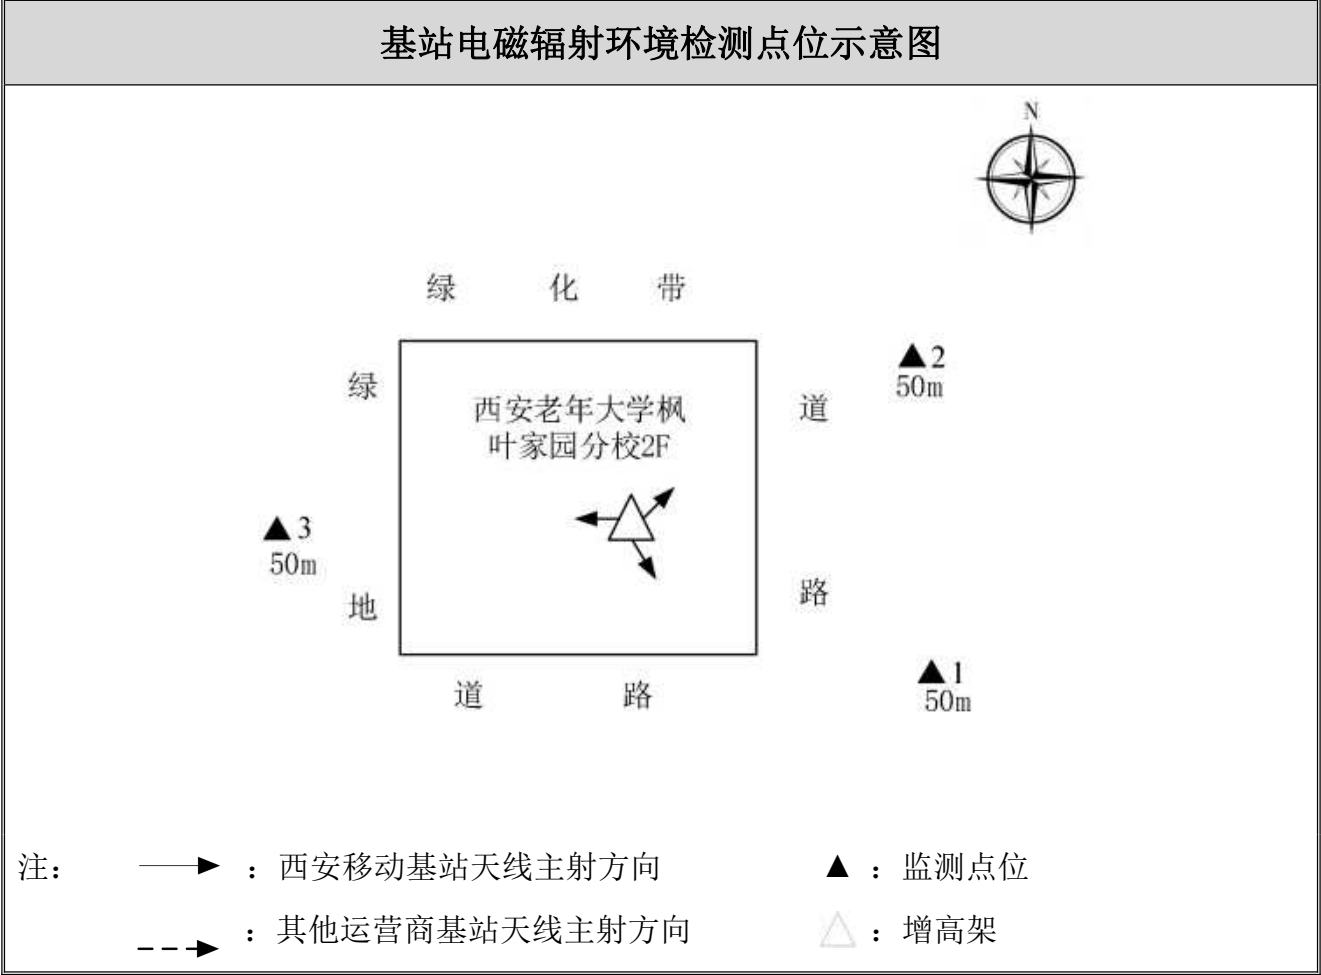 基站电磁辐射环境检测点位示意图
N
绿 化 带
▲2
50m
绿
道
西安老年大学枫
叶家园分校2F
▲3
50m
地
路
道 路
▲1
50m
注： ：西安移动基站天线主射方向 ▲：监测点位
：其他运营商基站天线主射方向 △：增高架